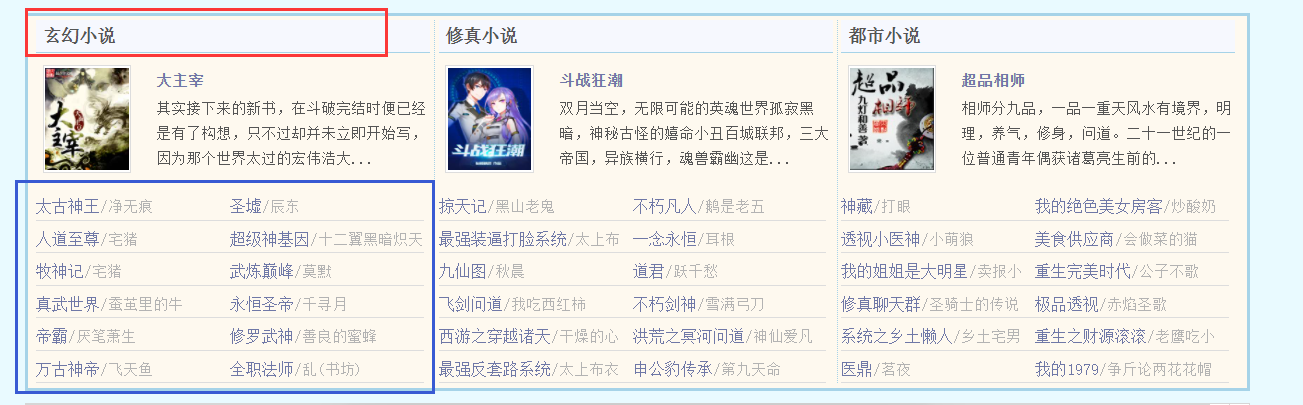 玄幻小说
大主宰
其实接下来的新书，在斗破完结时便已经
是有了构想，只不过却并未立即开始写，
因为那个世界太过的宏伟浩大...
太古神王/净无痕 圣墟/辰东
人道至尊/宅猪 超级神基因/十二翼黑暗炽天
牧神记/宅猪 武炼巅峰/莫默
真武世界/蚕茧里的牛 永恒圣帝/千寻月
帝霸/厌笔萧生 修罗武神/善良的蜜蜂
万古神帝/飞天鱼 全职法师/乱(书坊)
修真小说
斗战狂潮
斗战狂潮
双月当空，无限可能的英魂世界孤寂黑
暗，神秘古怪的嬉命小丑百城联邦，三大
帝国，异族横行，魂兽霸幽这是...
掠天记/黑山老鬼 不朽凡人/鹅是老五
最强装逼打脸系统/太上布 一念永恒/耳根
九仙图/秋晨 道君/跃千愁
飞剑问道/我吃西红柿 不朽剑神/雪满弓刀
西游之穿越诸天/干燥的心 洪荒之冥河问道/神仙爱凡
最强反套路系统/太上布衣 申公豹传承/第九天命
都市小说
超品相师
九灯和善著
超品相师
相师分九品，一品一重天风水有境界，明
理，养气，修身，问道。二十一世纪的一
位普通青年偶获诸葛亮生前的...
神藏/打眼 我的绝色美女房客/炒酸奶
透视小医神/小萌狼 美食供应商/会做菜的猫
我的姐姐是大明星/卖报小 重生完美时代/公子不歌
修真聊天群/圣骑士的传说 极品透视/赤焰圣歌
系统之乡土懒人/乡土宅男 重生之财源滚滚/老鹰吃小
医鼎/茗夜 我的1979/争斤论两花花帽